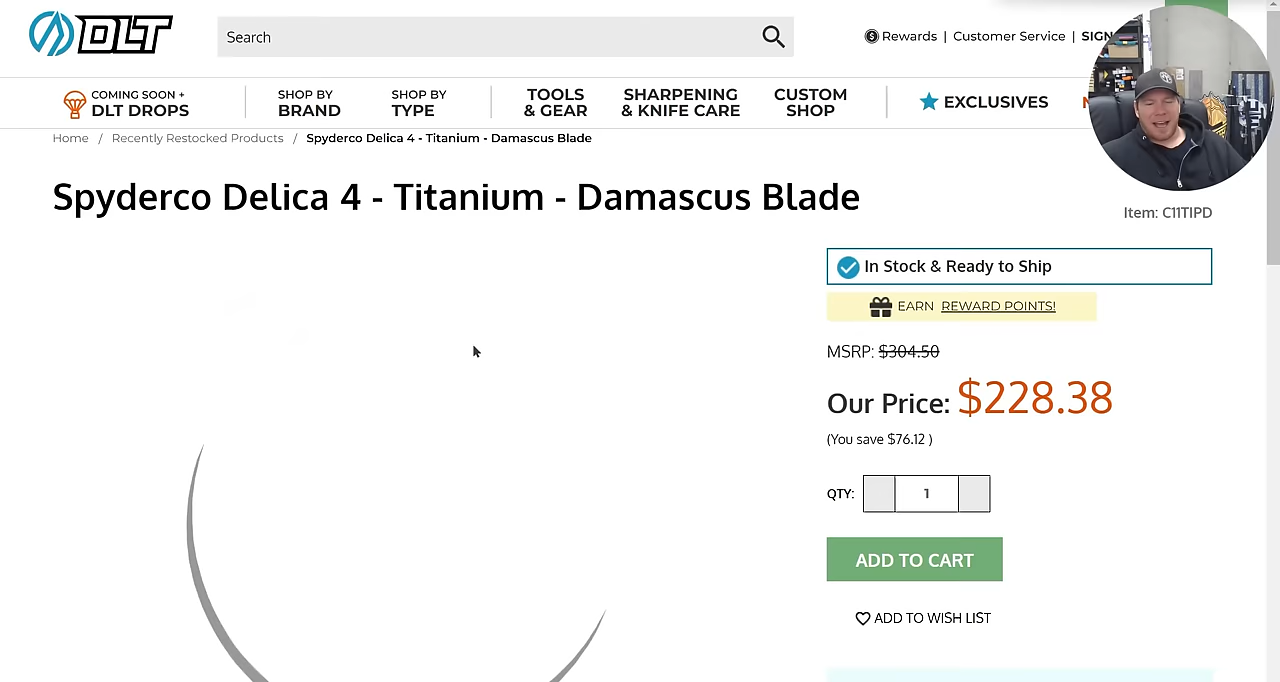 DLT
Search
Rewards | Customer Service | SIGN
COMING SOON +
DLT DROPS
SHOP BY
BRAND
SHOP BY
TYPE
TOOLS
& GEAR
SHARPENING
& KNIFE CARE
CUSTOM
SHOP
EXCLUSIVES
Home / Recently Restocked Products / Spyderco Delica 4 - Titanium - Damascus Blade
Spyderco Delica 4 - Titanium - Damascus Blade
Item: C11TIPD
In Stock & Ready to Ship
EARN REWARD POINTS!
MSRP: $304.50
Our Price: $228.38
(You save $76.12 )
QTY: 1
ADD TO CART
ADD TO WISH LIST